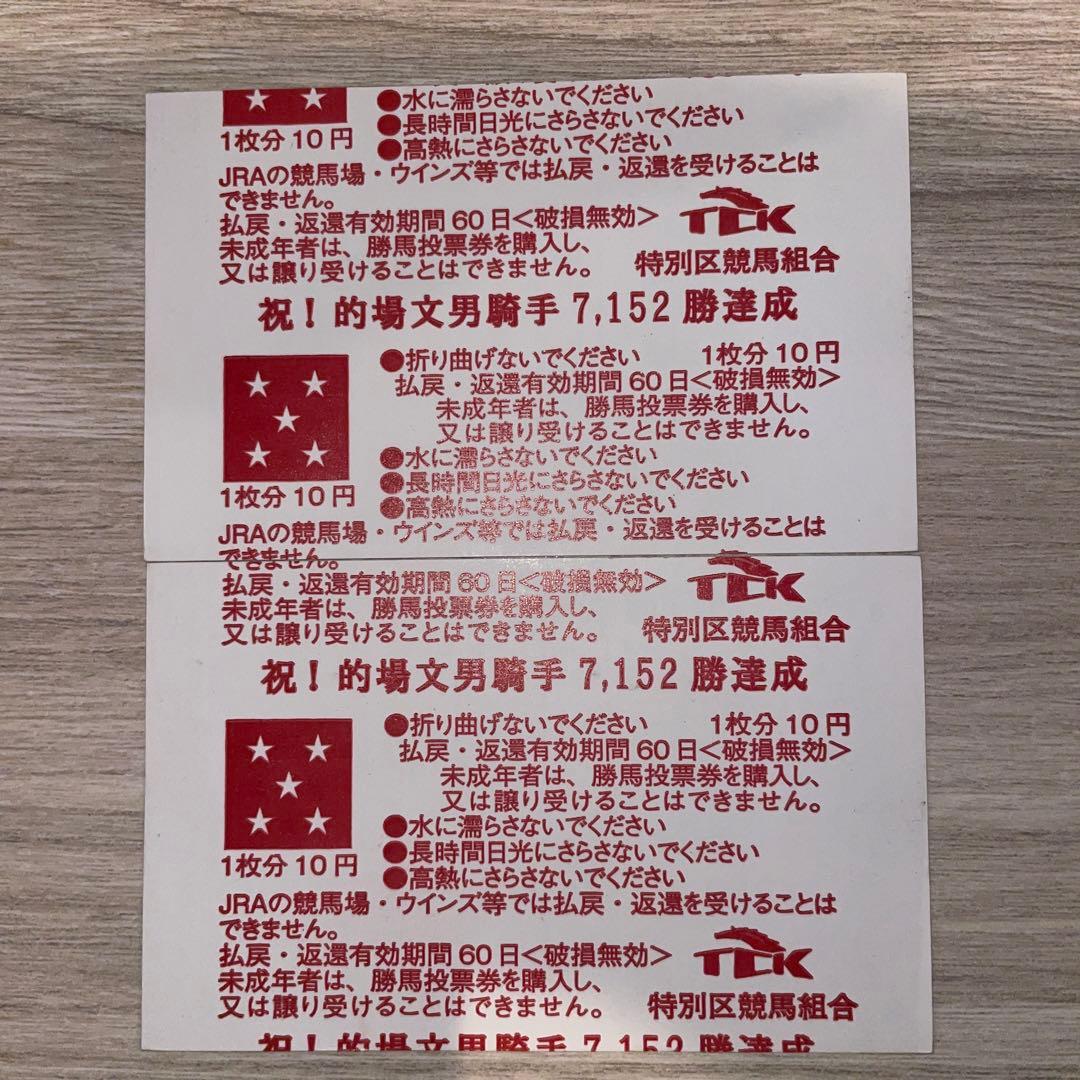 ●水に濡らさないでください
●長時間日光にさらさないでください
1枚分10円
●高熱にさらさないでください
JRAの競馬場・ウインズ等では払戻・返還を受けることは
できません。
払戻・返還有効期間60日<破損無効>
TCK
未成年者は、勝馬投票券を購入し、
又は譲り受けることはできません。
特別区競馬組合
祝！的場文男騎手7,152勝達成
●折り曲げないでください 1枚分10円
払戻・返還有効期間60日<破損無効>
未成年者は、勝馬投票券を購入し、
又は譲り受けることはできません。
●水に濡らさないでください
●長時間日光にさらさないでください
1枚分10円
●高熱にさらさないでください
JRAの競馬場・ウインズ等では払戻・返還を受けることは
できません。
払戻・返還有効期間60日<破損無効>
TCK
未成年者は、勝馬投票券を購入し、
又は譲り受けることはできません。
特別区競馬組合
祝！的場文男騎手7,152勝達成
●折り曲げないでください 1枚分10円
払戻・返還有効期間60日<破損無効>
未成年者は、勝馬投票券を購入し、
又は譲り受けることはできません。
●水に濡らさないでください
●長時間日光にさらさないでください
1枚分10円
●高熱にさらさないでください
JRAの競馬場・ウインズ等では払戻・返還を受けることは
できません。
払戻・返還有効期間60日<破損無効>
TCK
未成年者は、勝馬投票券を購入し、
又は譲り受けることはできません。
特別区競馬組合
祝！的場文男騎手7,152勝達成